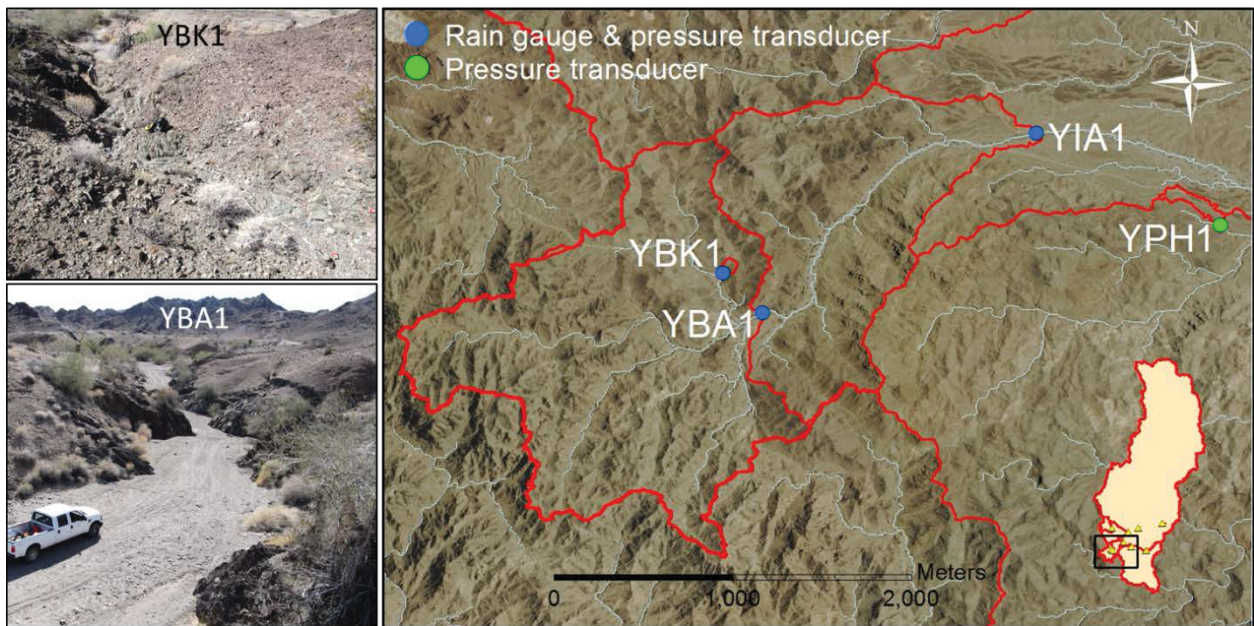 YBK1
YBA1
Rain gauge & pressure transducer
Pressure transducer
N
YIA1
YPH1
YBK1
YBA1
Meters
0 1,000 2,000